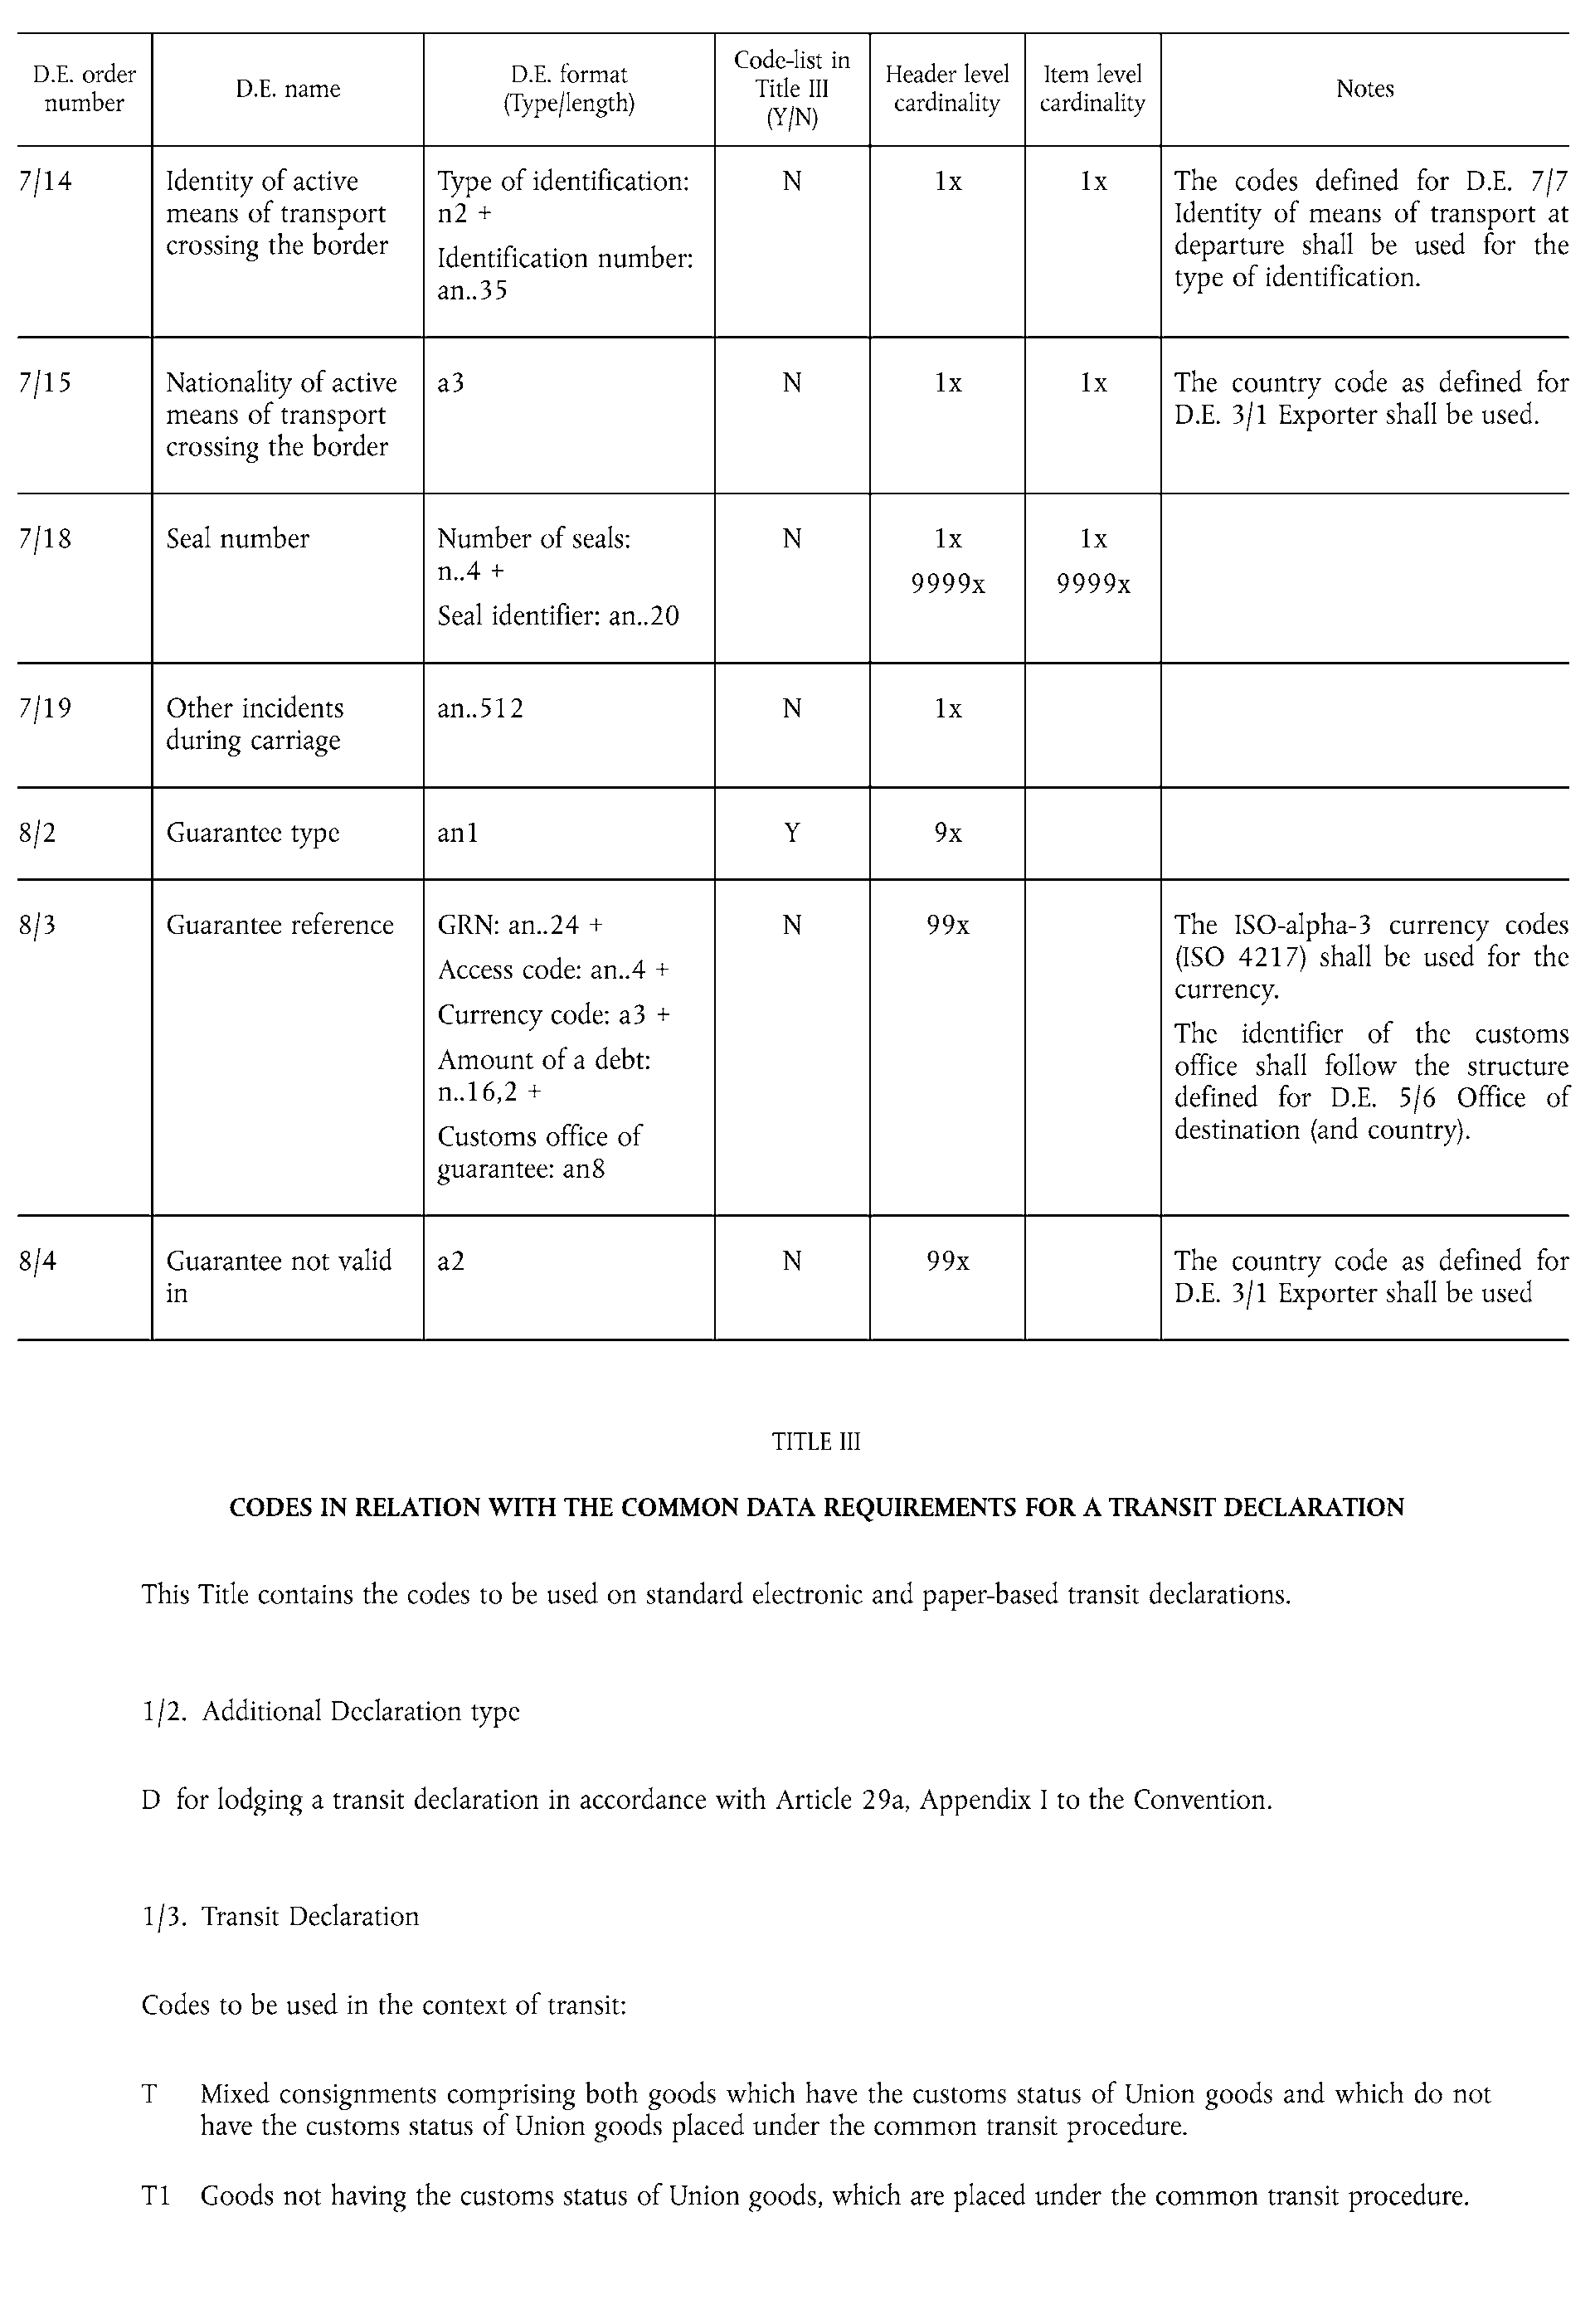 D.E. order number
D.E. name
D.E. format (Type/length)
Code-list in Title III (Y/N)
Header level cardinality
Item level cardinality
Notes
7/14
Identity of active
means of transport
crossing the border
Type of identification:
n2 +
Identification number:
an..35
N
1x
1x
The codes defined for D.E. 7/7
Identity of means of transport at
departure shall be used for the
type of identification.
7/15
Nationality of active
means of transport
crossing the border
a3
N
1x
1x
The country code as defined for
D.E. 3/1 Exporter shall be used.
7/18
Seal number
Number of seals:
n..4 +
Seal identifier: an..20
N
1x
9999x
1x
9999x
7/19
Other incidents
during carriage
an..512
N
1x
8/2
Guarantee type
an1
Y
9x
8/3
Guarantee reference
GRN: an..24 +
Access code: an..4 +
Currency code: a3 +
Amount of a debt:
n..16,2 +
Customs office of
guarantee: an8
N
99x
The ISO-alpha-3 currency codes
(ISO 4217) shall be used for the
currency.
The identifier of the customs
office shall follow the structure
defined for D.E. 5/6 Office of
destination (and country).
8/4
Guarantee not valid
in
a2
N
99x
The country code as defined for
D.E. 3/1 Exporter shall be used
TITLE III
CODES IN RELATION WITH THE COMMON DATA REQUIREMENTS FOR A TRANSIT DECLARATION
This Title contains the codes to be used on standard electronic and paper-based transit declarations.
1/2. Additional Declaration type
D for lodging a transit declaration in accordance with Article 29a, Appendix I to the Convention.
1/3. Transit Declaration
Codes to be used in the context of transit:
T Mixed consignments comprising both goods which have the customs status of Union goods and which do not
have the customs status of Union goods placed under the common transit procedure.
T1 Goods not having the customs status of Union goods, which are placed under the common transit procedure.